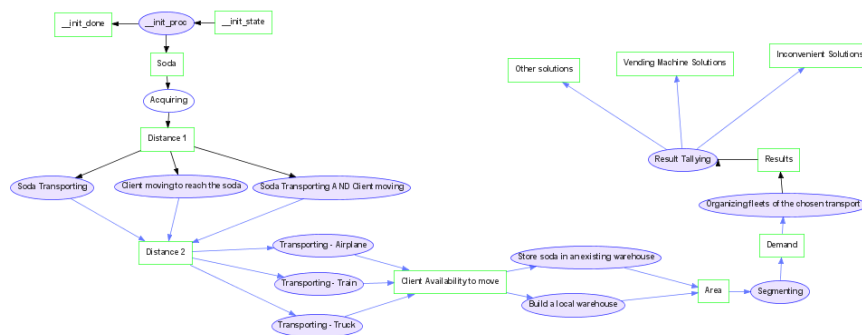 __init_done
__init_proc
__init_state
Soda
Acquiring
Distance 1
Soda Transporting
Client moving to reach the soda
Soda Transporting AND Client moving
Distance 2
Transporting - Airplane
Transporting - Train
Transporting - Truck
Client Availability to move
Store soda in an existing warehouse
Build a local warehouse
Area
Segmenting
Demand
Organizing fleets of the chosen transport
Results
Result Tallying
Other solutions
Vending Machine Solutions
Inconvenient Solutions